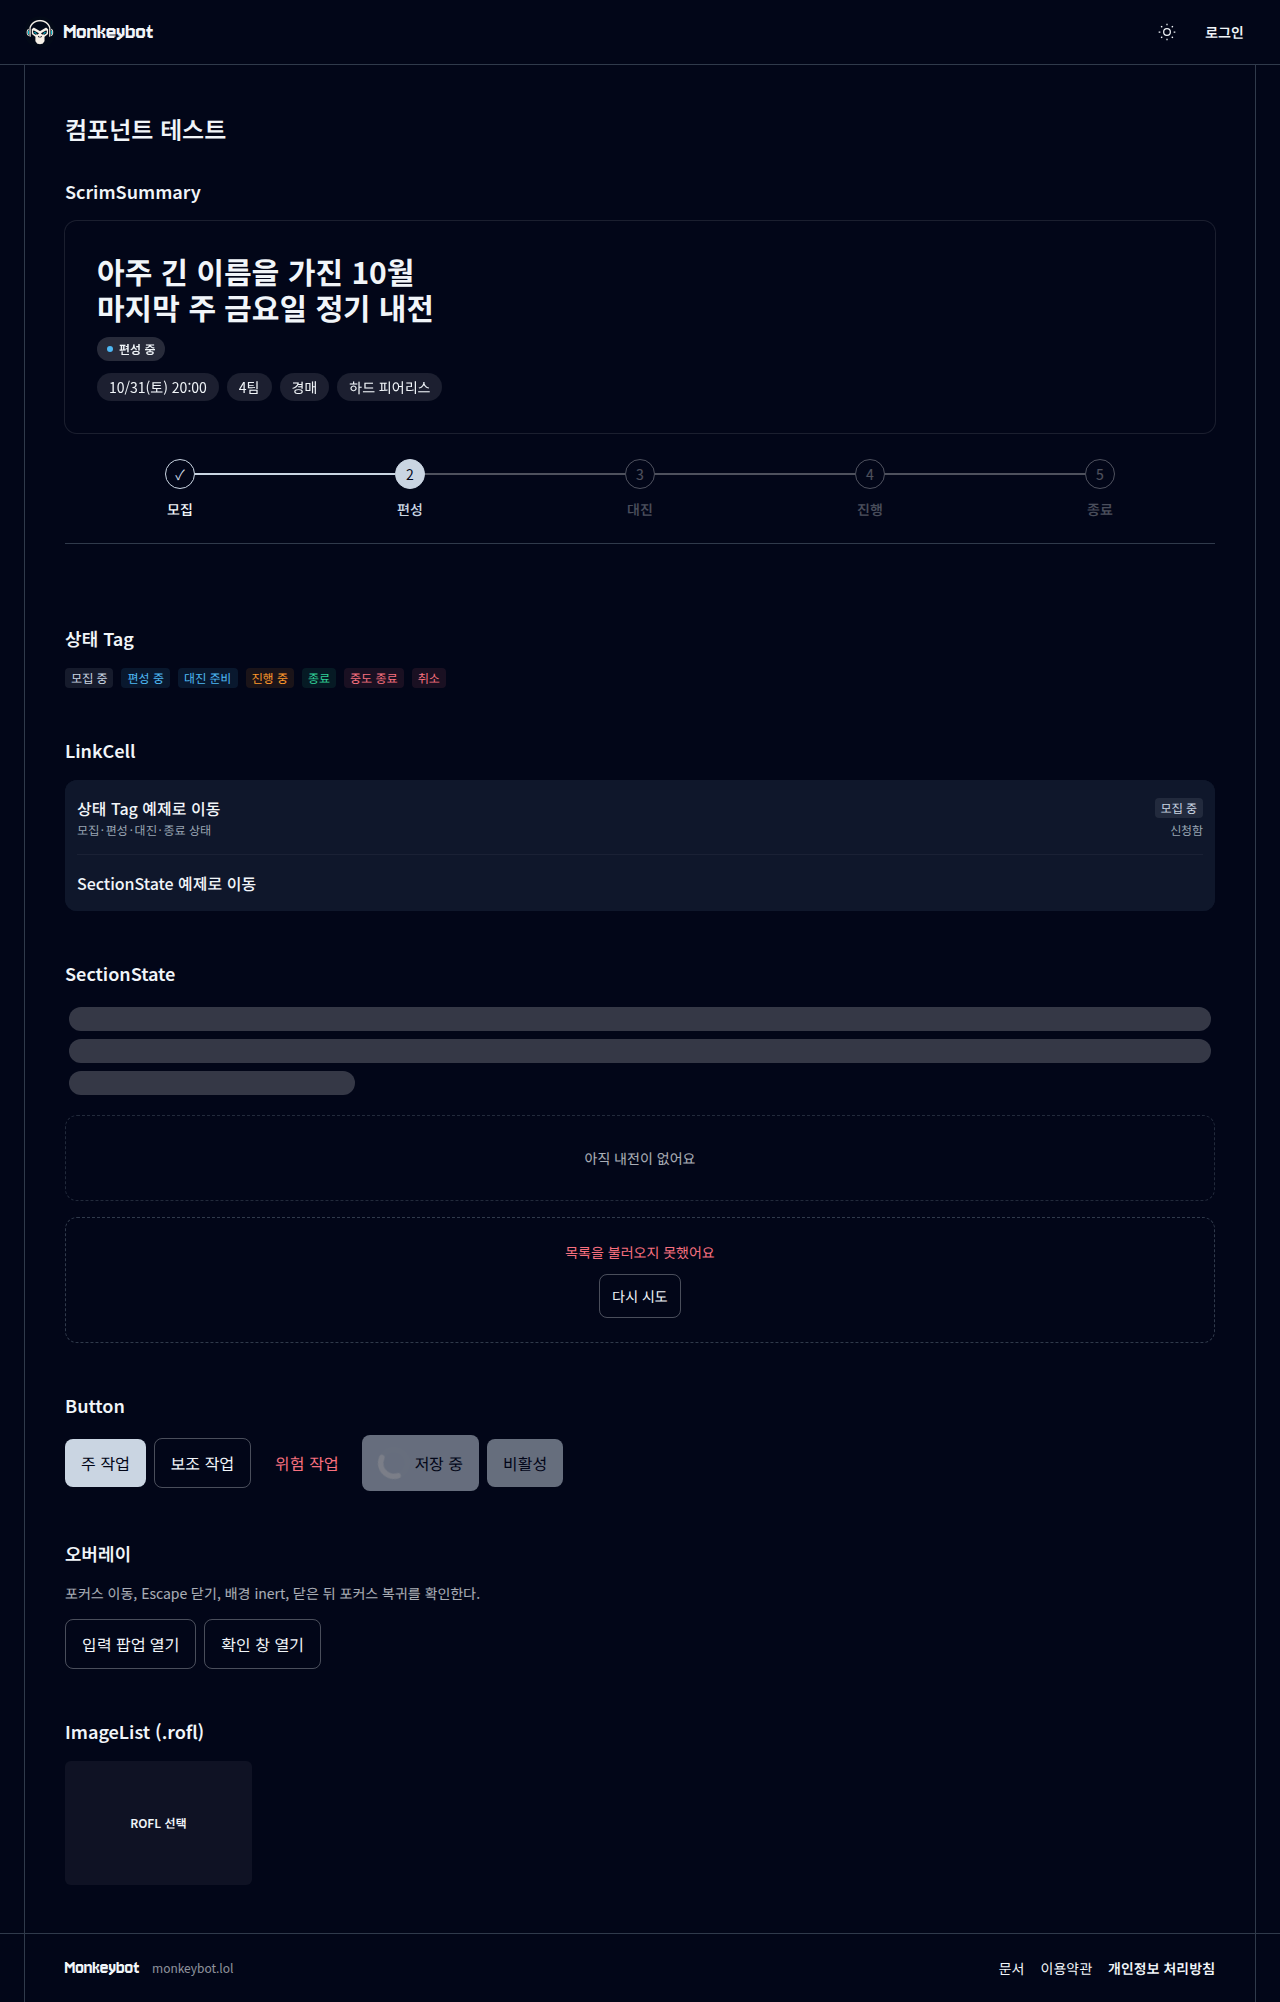 Monkeybot
로그인
컴포넌트 테스트
ScrimSummary
아주 긴 이름을 가진 10월
마지막 주 금요일 정기 내전
편성 중
10/31(토) 20:00 4팀 경매 하드 피어리스
✓ 2 3 4 5
모집 편성 대진 진행 종료
상태 Tag
모집 중 편성 중 대진 준비 진행 중 종료 중도 종료 취소
LinkCell
상태 Tag 예제로 이동 모집 중
모집·편성·대진·종료 상태 신청함
SectionState 예제로 이동
SectionState
아직 내전이 없어요
목록을 불러오지 못했어요
다시 시도
Button
주 작업 보조 작업 위험 작업 저장 중 비활성
오버레이
포커스 이동, Escape 닫기, 배경 inert, 닫은 뒤 포커스 복귀를 확인한다.
입력 팝업 열기 확인 창 열기
ImageList (.rofl)
ROFL 선택
Monkeybot monkeybot.lol 문서 이용약관 개인정보 처리방침